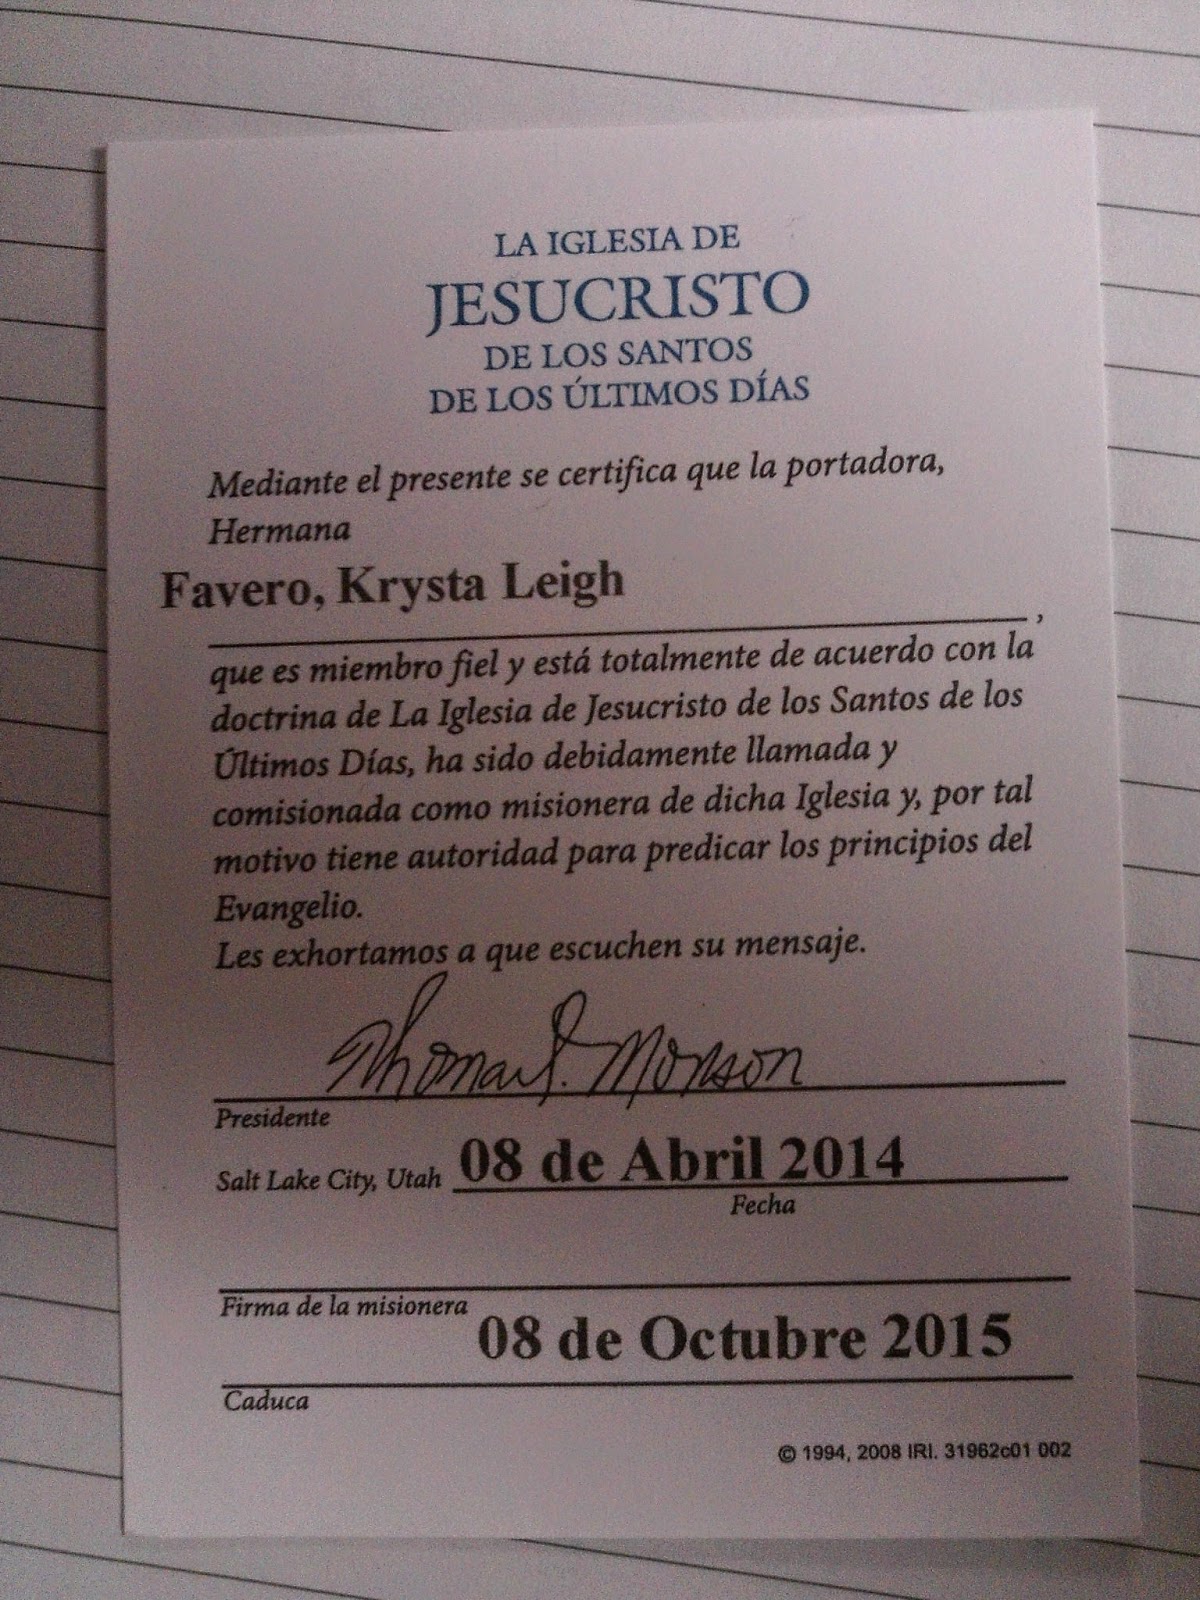 LA IGLESIA DE
JESUCRISTO
DE LOS SANTOS
DE LOS ÚLTIMOS DÍAS
Mediante el presente se certifica que la portadora,
Hermana
Favero, Krysta Leigh
,
que es miembro fiel y está totalmente de acuerdo con la
doctrina de La Iglesia de Jesucristo de los Santos de los
Últimos Días, ha sido debidamente llamada y
comisionada como misionera de dicha Iglesia y, por tal
motivo tiene autoridad para predicar los principios del
Evangelio.
Les exhortamos a que escuchen su mensaje.
Thomas S. Monson
Presidente
Salt Lake City, Utah 08 de Abril 2014
Fecha
Firma de la misionera
08 de Octubre 2015
Caduca
© 1994, 2008 IRI. 31962c01 002